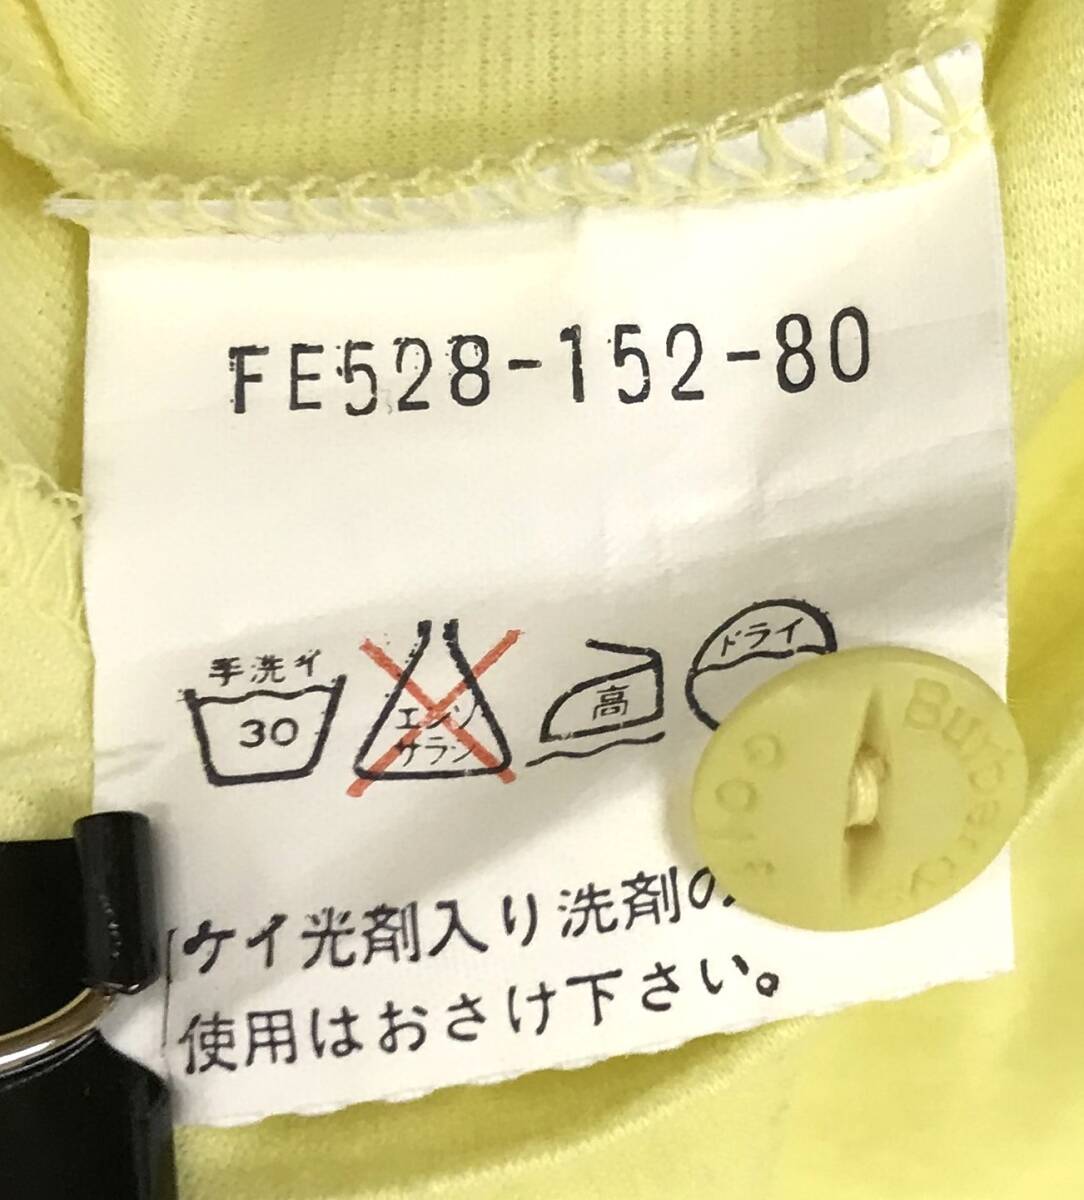 FE528-152-80
手洗イ
30
エンソ
サラシ
高
ドライ
ケイ光剤入り洗剤の
使用はおさけ下さい。
Burberrys
Golf